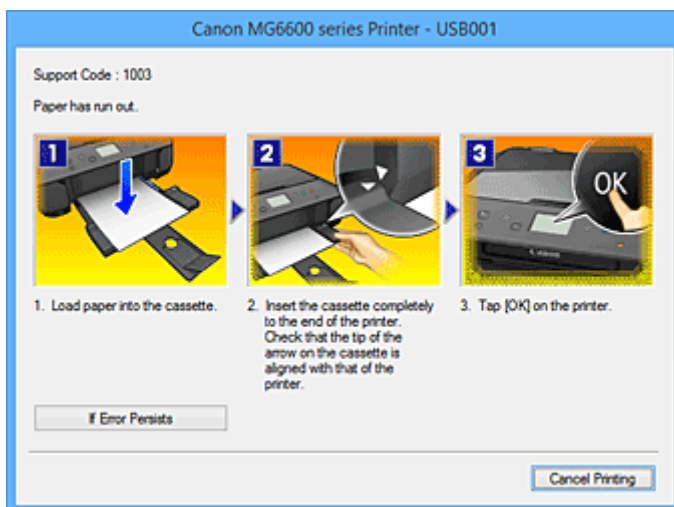 Canon MG6600 series Printer - USB001
Support Code : 1003
Paper has run out.
1
2
3
OK
Canon
1. Load paper into the cassette.
2. Insert the cassette completely
to the end of the printer.
Check that the tip of the
arrow on the cassette is
aligned with that of the
printer.
3. Tap [OK] on the printer.
If Error Persists
Cancel Printing